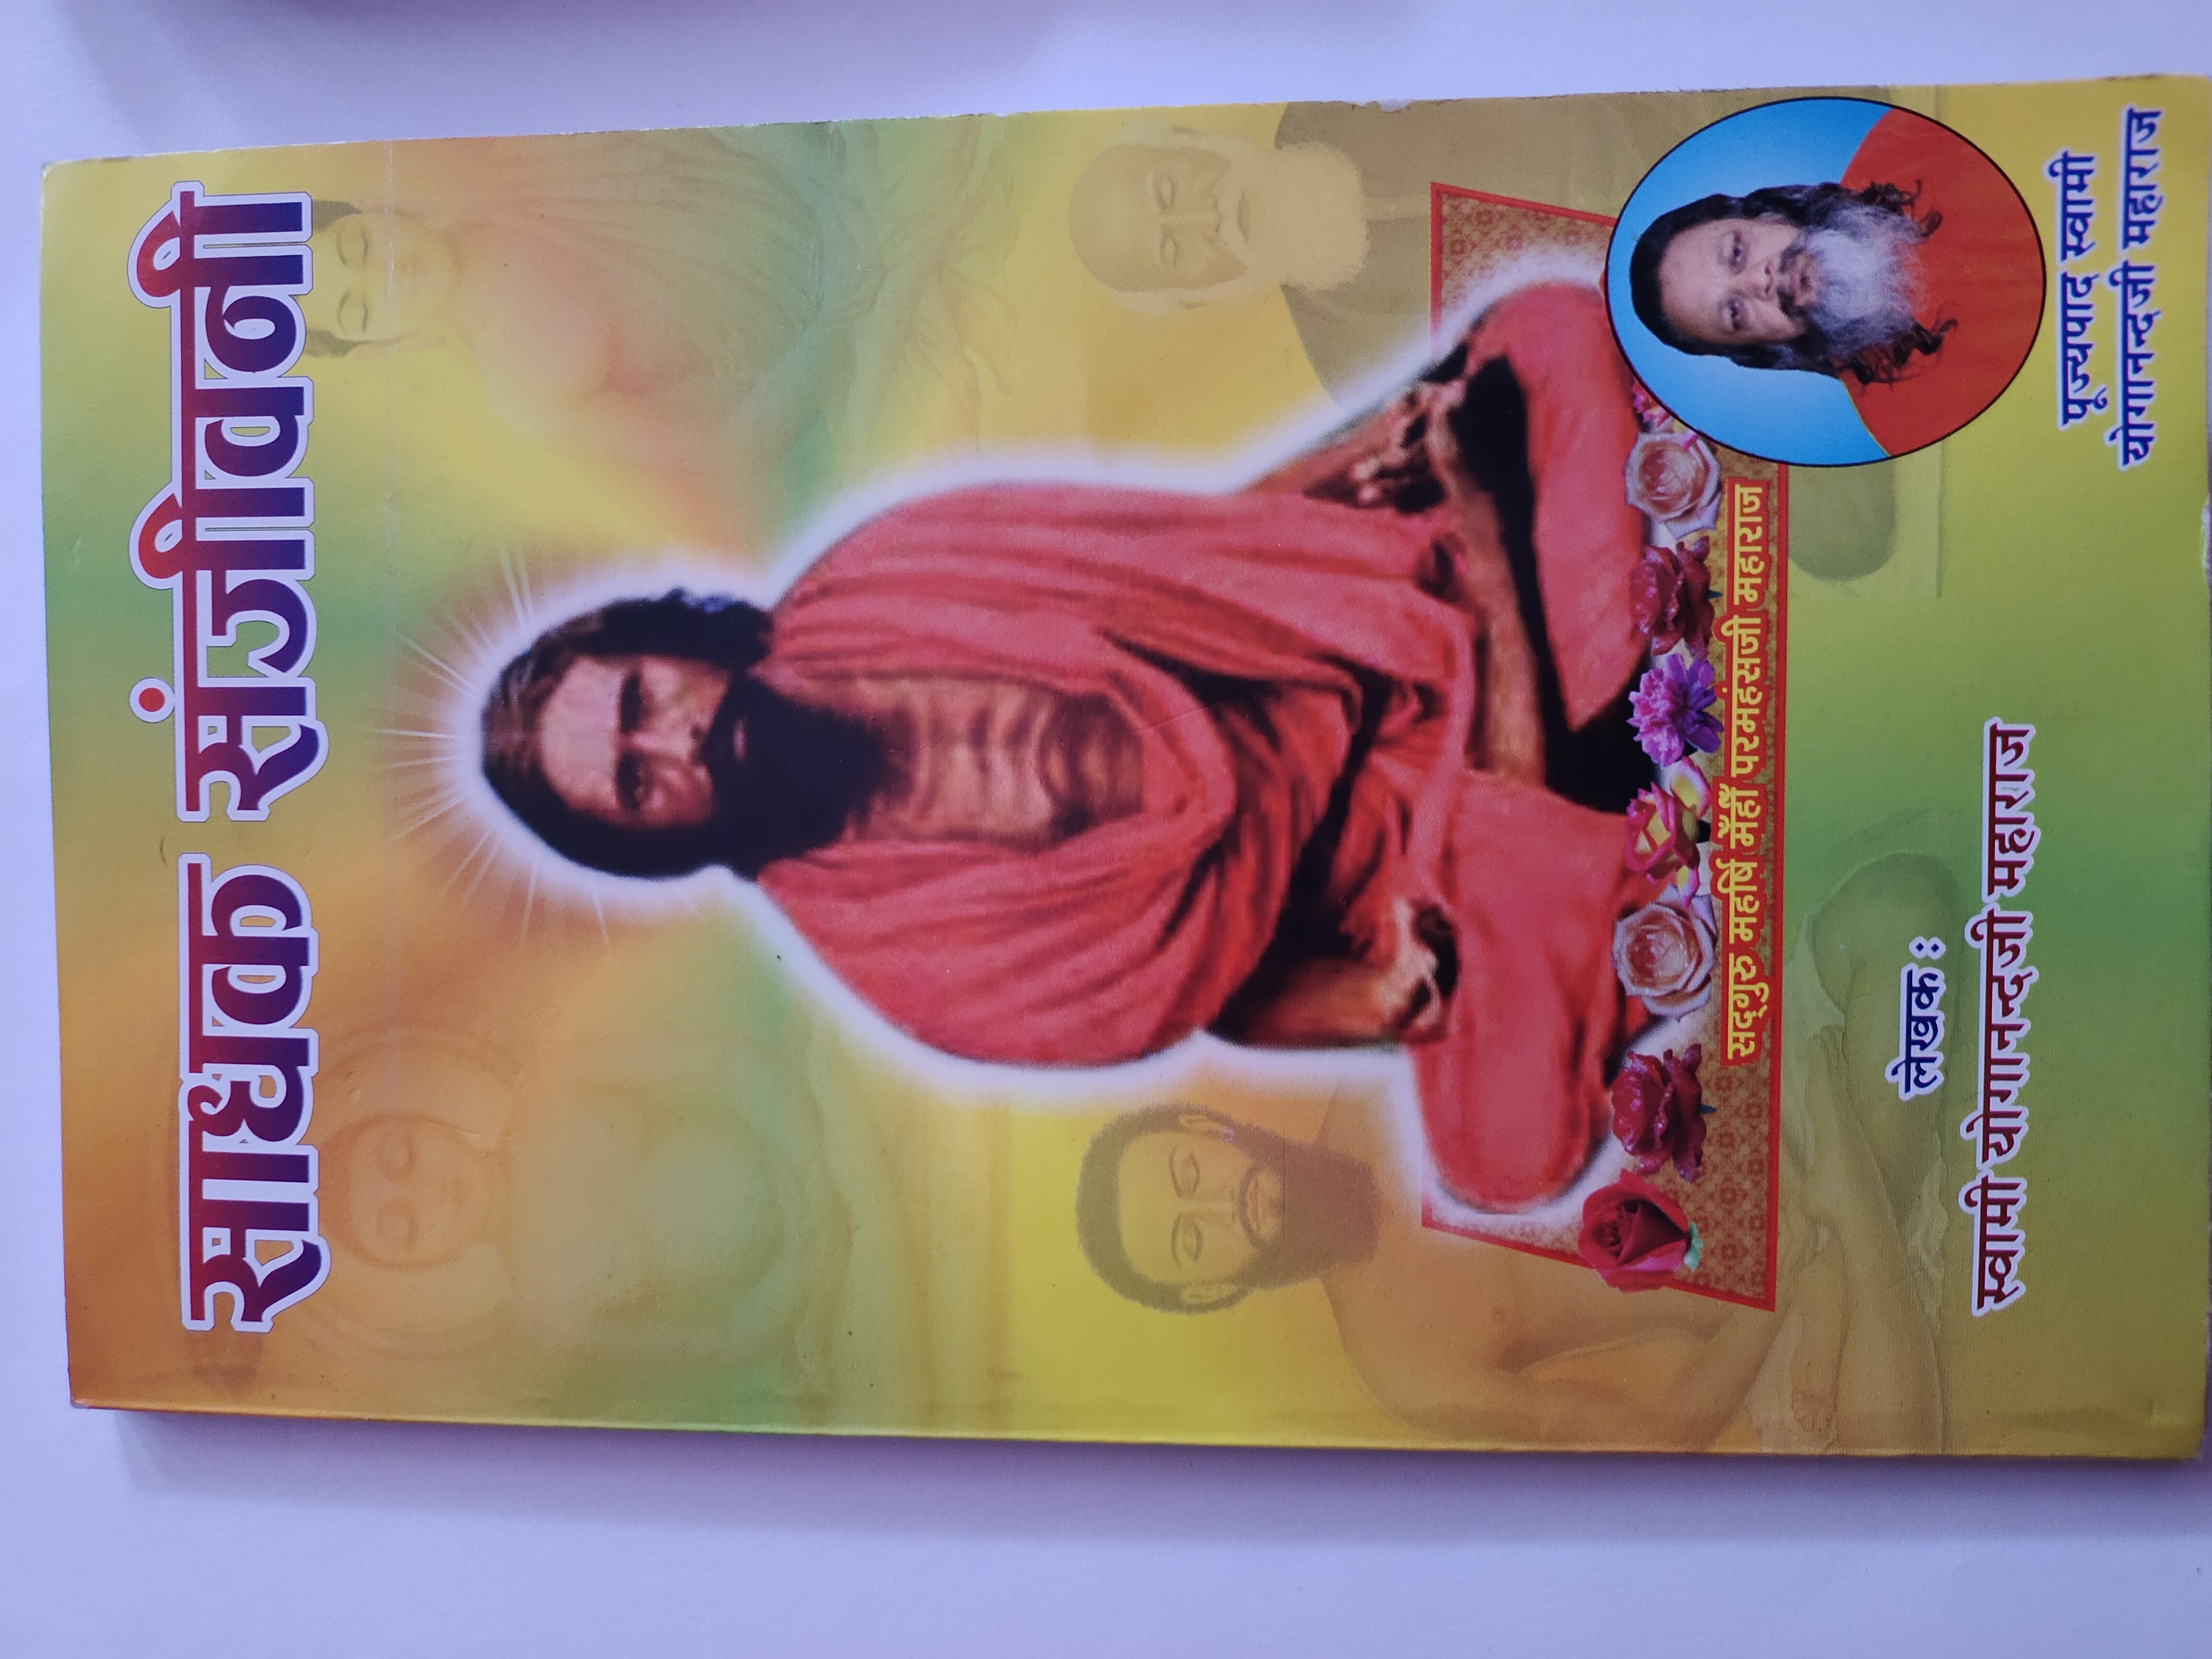 साधक संजीवनी
सद्गुरु महर्षि मेँहीँ परमहंसजी महाराज
लेखक :
स्वामी योगानन्दजी महाराज
पूज्यपाद स्वामी
योगानन्दजी महाराज